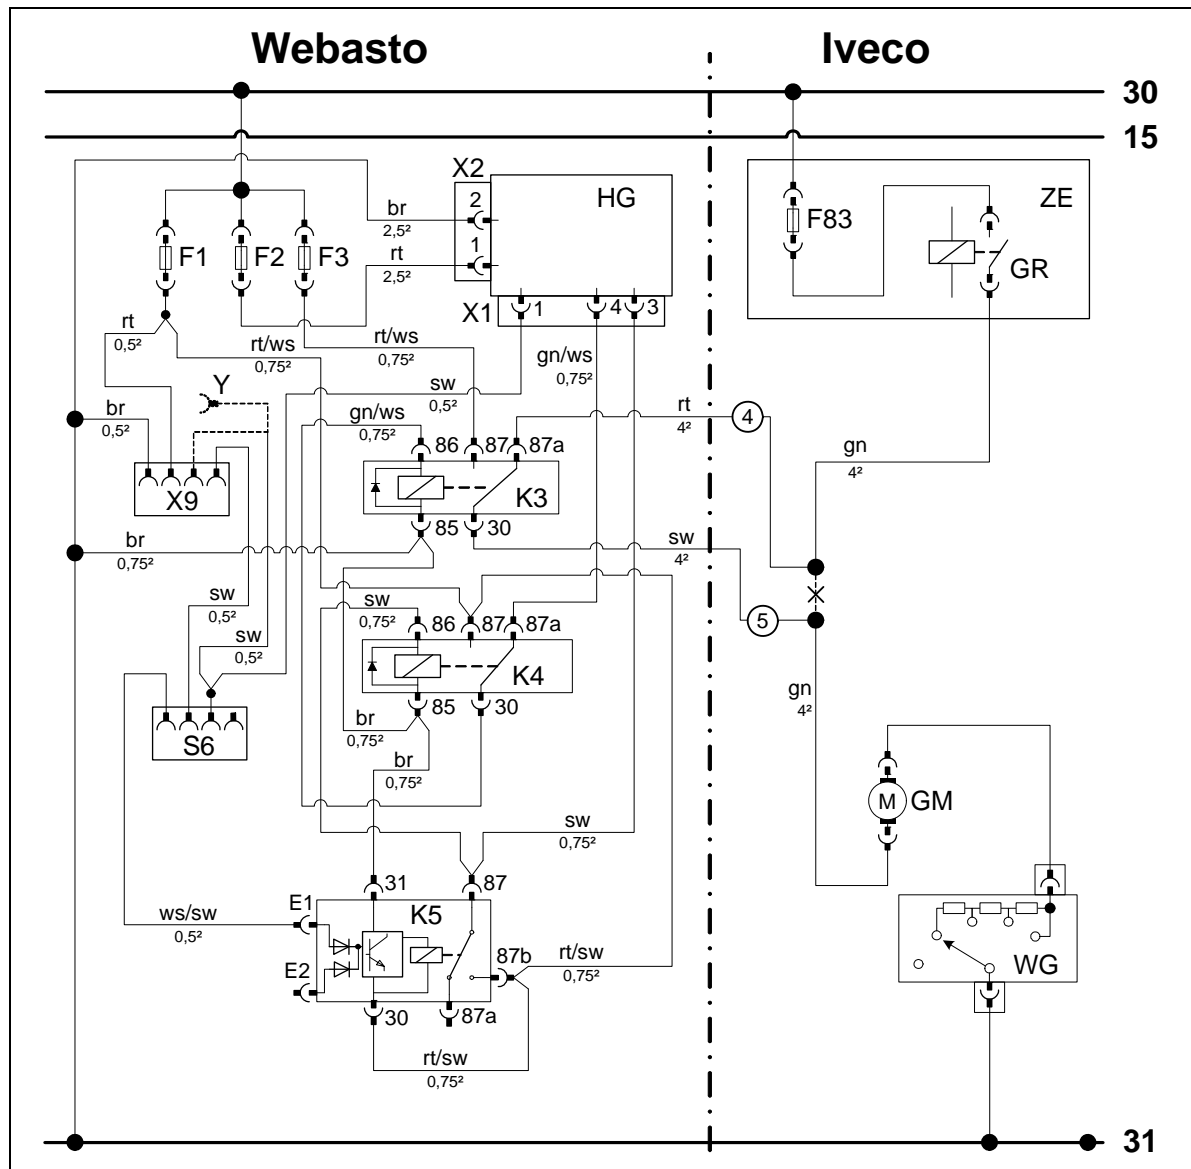 Webasto Iveco
30
15
X2
HG
ZE
2
br
2,5²
1
rt
2,5²
F1 F2 F3
F83
GR
X1 1 4 3
rt
0,5²
rt/ws
0,75²
rt/ws
0,75²
gn/ws
0,75²
Y
sw
0,5²
br
0,5²
gn/ws
0,75²
rt
4²
4
86 87 87a
gn
4²
X9
K3
85 30
br
0,75²
sw
4²
sw
0,5²
sw
0,75²
86 87 87a
5
sw
0,5²
K4
85 30
gn
4²
br
0,75²
S6
br
0,75²
M GM
sw
0,75²
31 87
E1
K5
ws/sw
0,5²
87b
rt/sw
0,75²
E2
WG
30 87a
rt/sw
0,75²
31